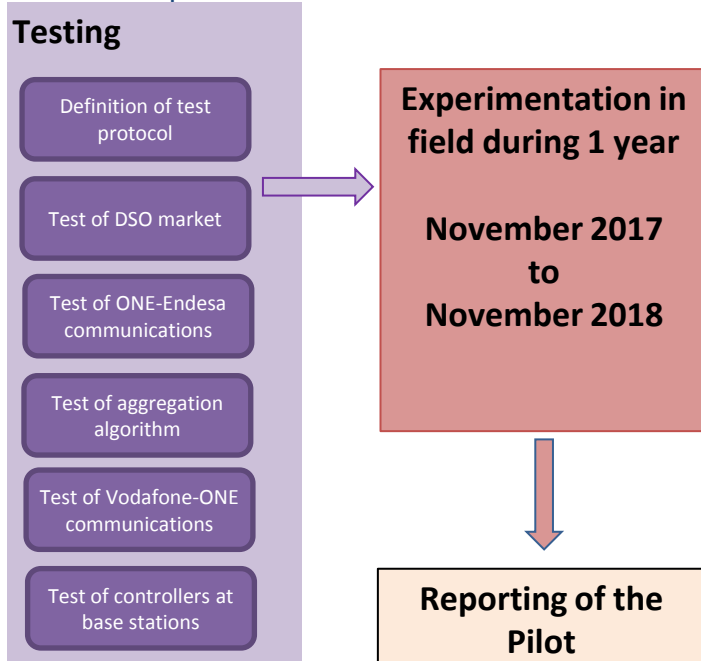 Testing
Definition of test
protocol
Test of DSO market
Test of ONE-Endesa
communications
Test of aggregation
algorithm
Test of Vodafone-ONE
communications
Test of controllers at
base stations
Experimentation in
field during 1 year
November 2017
to
November 2018
Reporting of the
Pilot